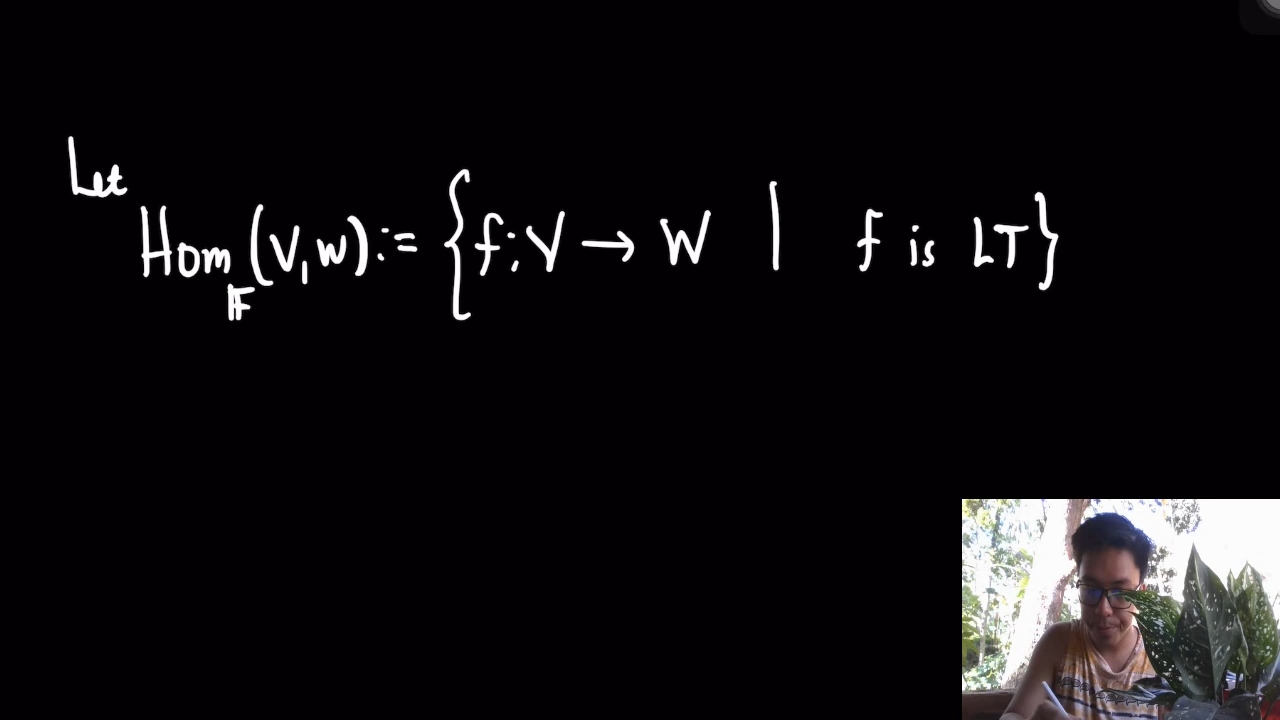 Let
Hom_𝔽(V,W) := {f: V → W | f is LT}